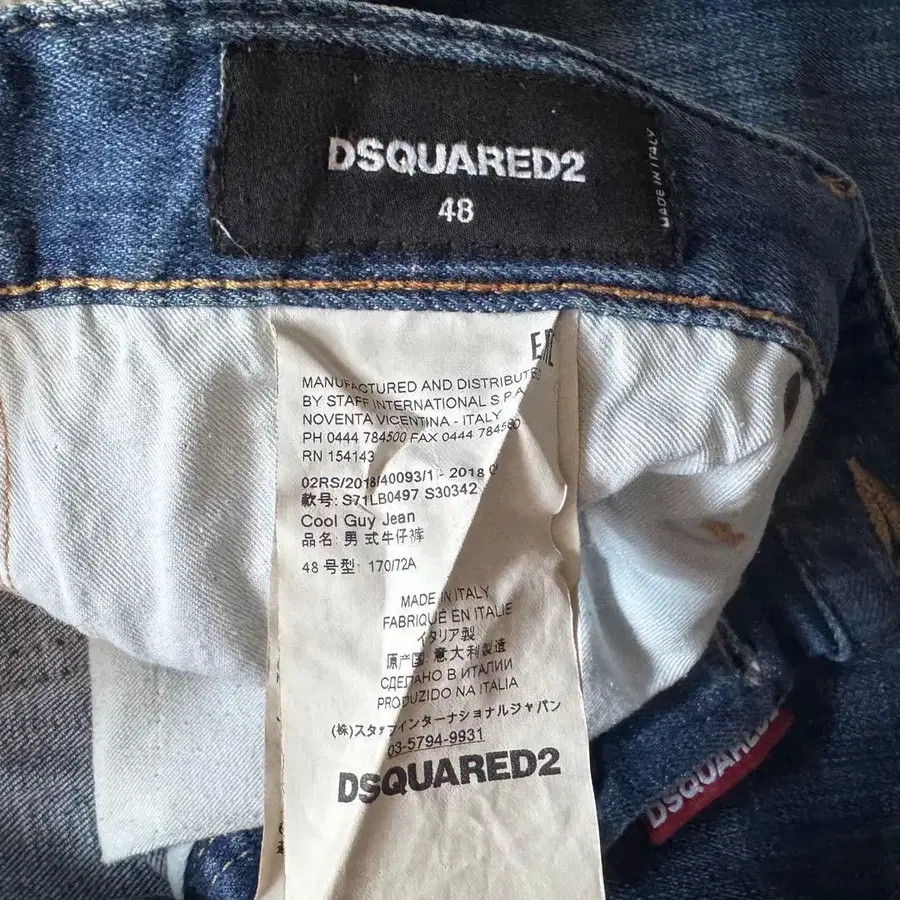 DSQUARED2
48
MADE IN ITALY
EAC
MANUFACTURED AND DISTRIBUTED
BY STAFF INTERNATIONAL S.P.A.
NOVENTA VICENTINA - ITALY
PH 0444 784500 FAX 0444 784580
RN 154143
02RS/2018/40093/1 - 2018
款号: S71LB0497 S30342
Cool Guy Jean
品名: 男式牛仔裤
48 号型: 170/72A
MADE IN ITALY
FABRIQUÉ EN ITALIE
イタリア製
原产国: 意大利製造
СДЕЛАНО В ИТАЛИИ
PRODUZIDO NA ITALIA
(株)スタッフインターナショナルジャパン
03-5794-9931
DSQUARED2
DSQUARED